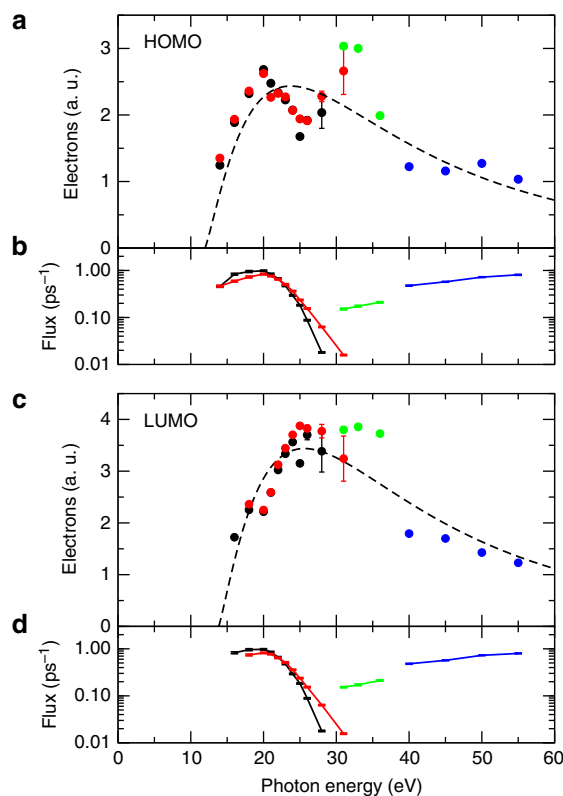 a
HOMO
Electrons (a. u.)
3
2
1
0
b
Flux (ps⁻¹)
1.00
0.10
0.01
c
LUMO
Electrons (a. u.)
4
3
2
1
0
d
Flux (ps⁻¹)
1.00
0.10
0.01
0 10 20 30 40 50 60
Photon energy (eV)